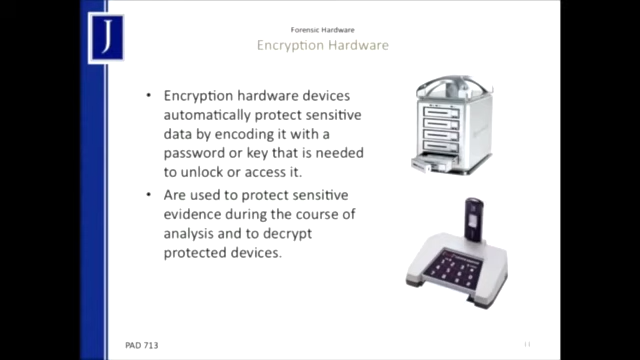 J
Forensic Hardware
Encryption Hardware
• Encryption hardware devices
automatically protect sensitive
data by encoding it with a
password or key that is needed
to unlock or access it.
• Are used to protect sensitive
evidence during the course of
analysis and to decrypt
protected devices.
PAD 713
11